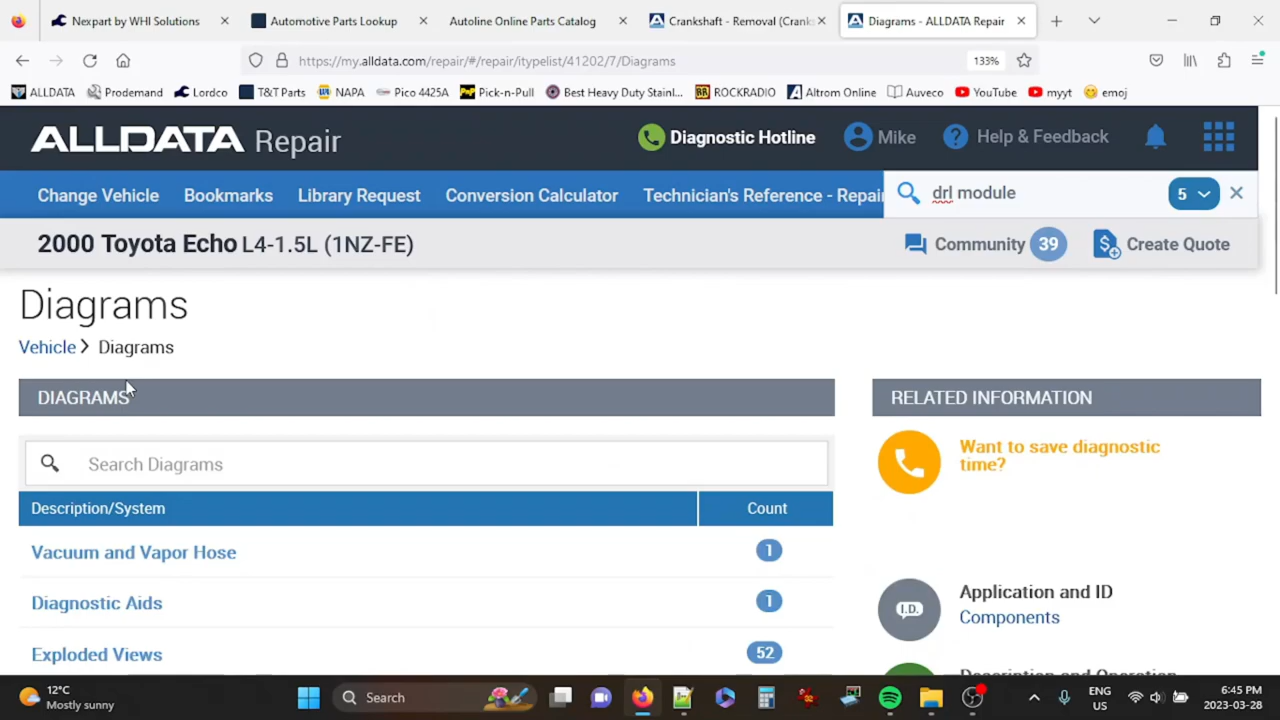 Nexpart by WHI Solutions
Automotive Parts Lookup
Autoline Online Parts Catalog
Crankshaft - Removal (Cranks
Diagrams - ALLDATA Repair
https://my.alldata.com/repair/#/repair/itypelist/41202/7/Diagrams
133%
ALLDATA
Prodemand
Lordco
T&T Parts
NAPA
Pico 4425A
Pick-n-Pull
Best Heavy Duty Stainl...
ROCKRADIO
Altrom Online
Auveco
YouTube
myyt
emoj
ALLDATA Repair
Diagnostic Hotline
Mike
Help & Feedback
Change Vehicle
Bookmarks
Library Request
Conversion Calculator
Technician's Reference - Repair
drl module
5
2000 Toyota Echo L4-1.5L (1NZ-FE)
Community 39
Create Quote
Diagrams
Vehicle > Diagrams
DIAGRAMS
RELATED INFORMATION
Search Diagrams
Want to save diagnostic
time?
Description/System
Count
Vacuum and Vapor Hose
1
Diagnostic Aids
1
I.D.
Application and ID
Components
Exploded Views
52
Description and Operation
12°C
Mostly sunny
Search
ENG
US
6:45 PM
2023-03-28